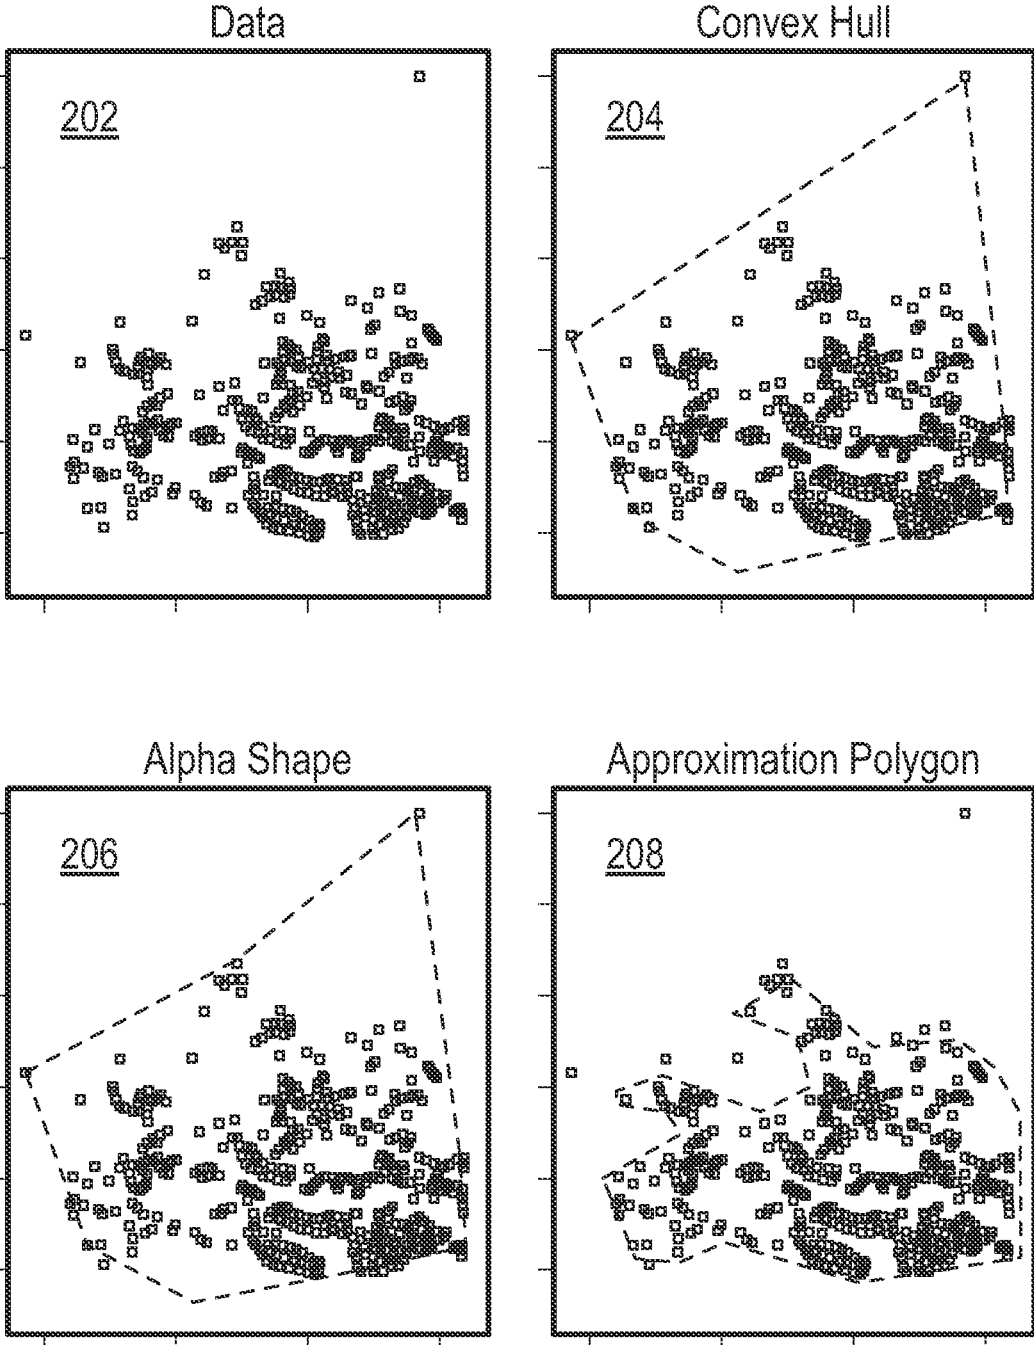 Data
Convex Hull
202
204
Alpha Shape
Approximation Polygon
206
208